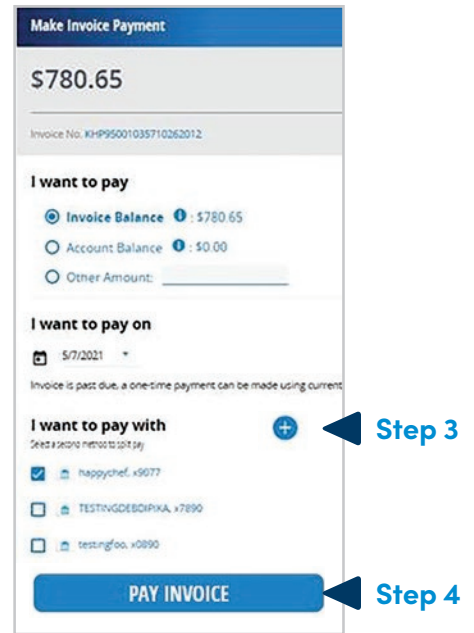 Make Invoice Payment
$780.65
Invoice No. KHP95001035710262012
I want to pay
Invoice Balance : $780.65
Account Balance : $0.00
Other Amount:
I want to pay on
5/7/2021
Invoice is past due, a one-time payment can be made using current
I want to pay with
Step 3
Select a second method to split pay
happychef, x9077
TESTINGDEBOIPIKA, x7890
testingfoo, x0890
PAY INVOICE
Step 4